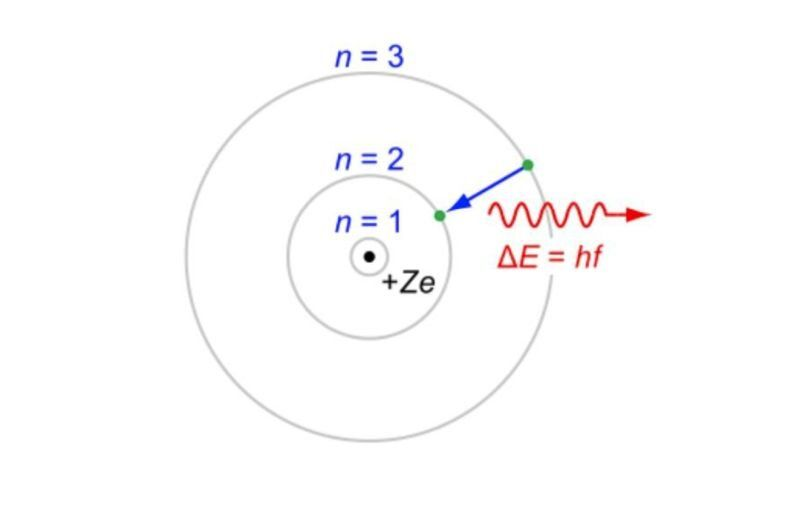 n = 3
n = 2
n = 1
+Ze
ΔE = hf